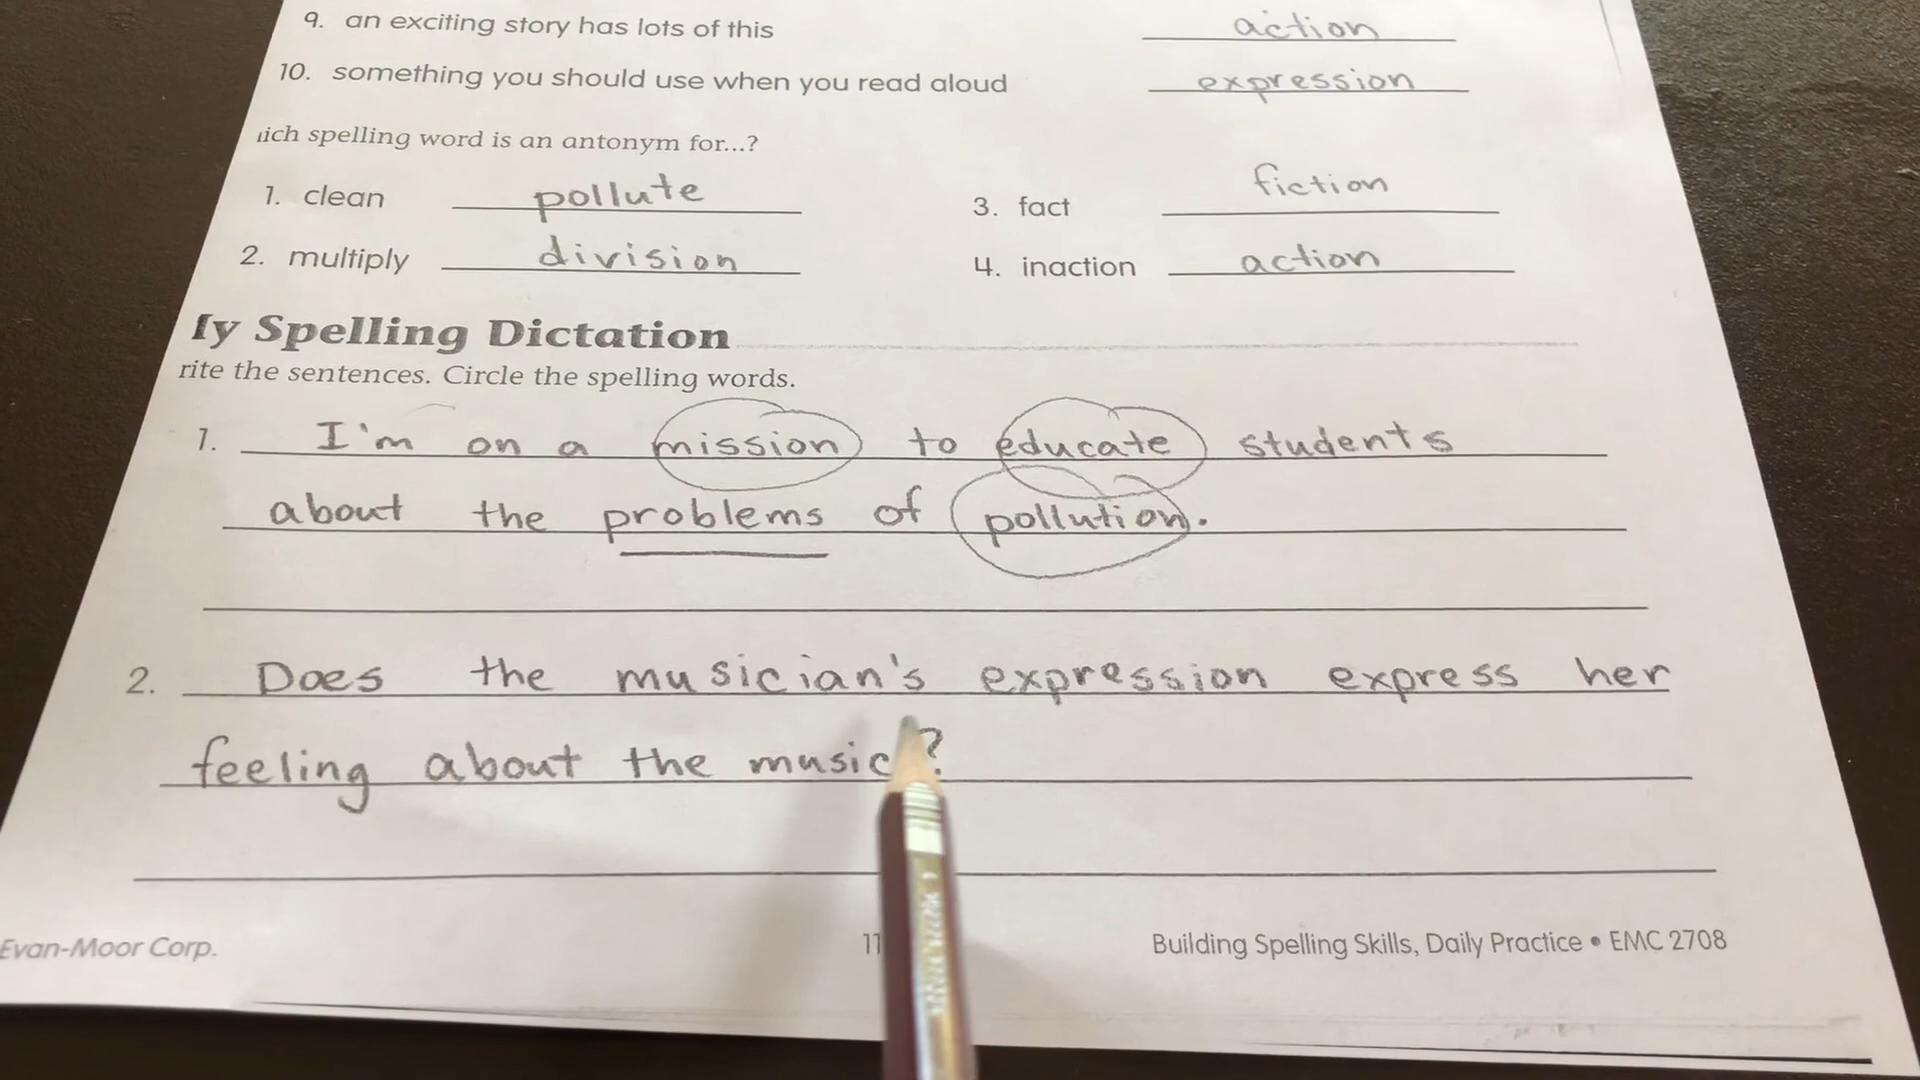 9. an exciting story has lots of this action
10. something you should use when you read aloud expression
ich spelling word is an antonym for...?
1. clean pollute 3. fact fiction
2. multiply division 4. inaction action
y Spelling Dictation
rite the sentences. Circle the spelling words.
1. I'm on a mission to educate students
about the problems of pollution.
2. Does the musician's expression express her
feeling about the music?
Evan-Moor Corp. 11 Building Spelling Skills, Daily Practice • EMC 2708